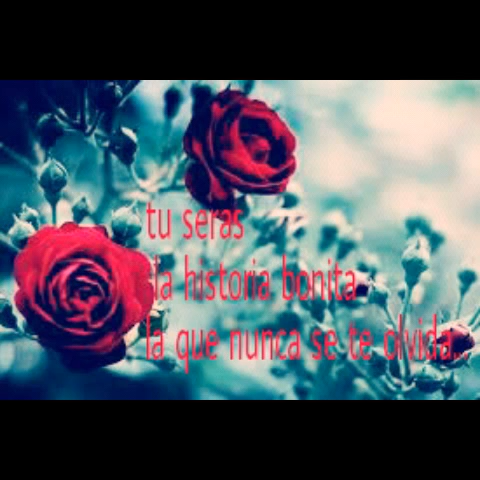 tu seras
la historia bonita
la que nunca se te olvida...